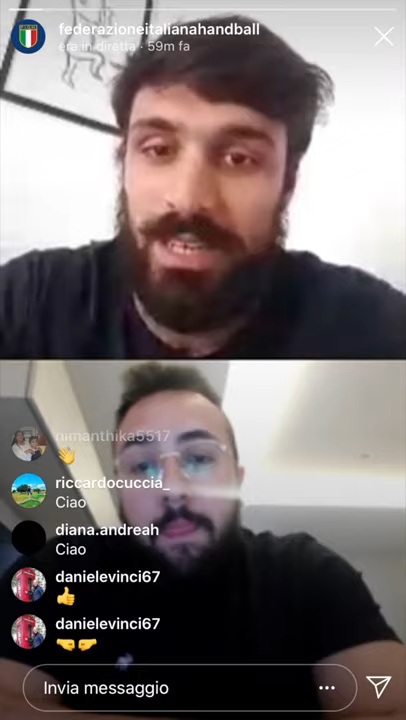 federazioneitalianahandball
era in diretta · 59m fa
nimanthika5517
👋
riccardocuccia_
Ciao
diana.andreah
Ciao
danielevinci67
👍
danielevinci67
🤜🤛
Invia messaggio